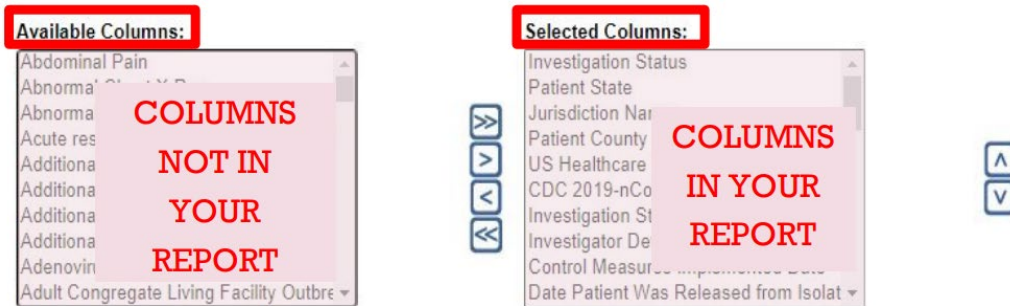 Available Columns:
Abdominal Pain
Abnorma
Abnorma
Acute res
Additiona
Additiona
Additiona
Additiona
Adenovir
Adult Congregate Living Facility Outbre
COLUMNS
NOT IN
YOUR
REPORT
>>
>
<
<<
Selected Columns:
Investigation Status
Patient State
Jurisdiction Nar
Patient County
US Healthcare
CDC 2019-nCo
Investigation St
Investigator De
Control Measures Implemented Date
Date Patient Was Released from Isolat
COLUMNS
IN YOUR
REPORT